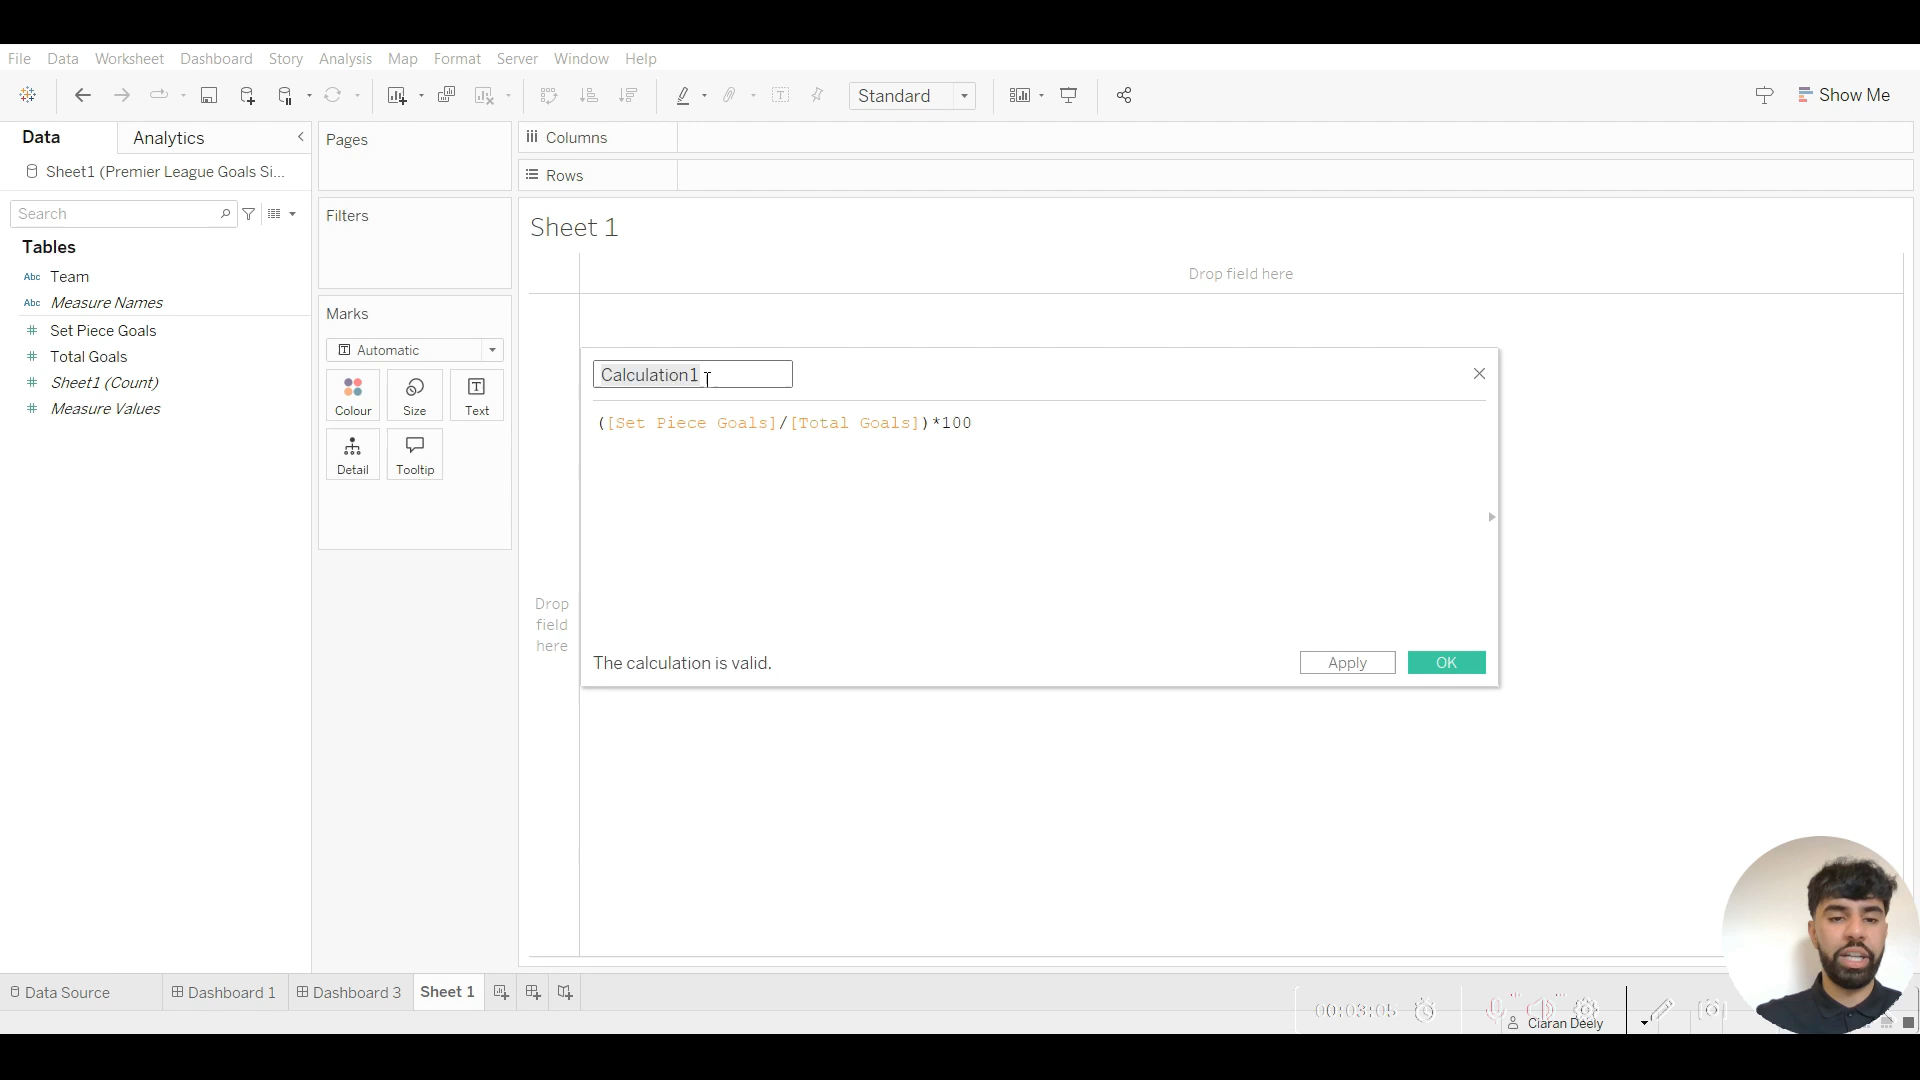 File Data Worksheet Dashboard Story Analysis Map Format Server Window Help
Standard
Show Me
Data
Analytics
Sheet1 (Premier League Goals Si...
Search
Tables
Abc Team
Abc Measure Names
Set Piece Goals
Total Goals
Sheet1 (Count)
Measure Values
Pages
Filters
Marks
Automatic
Colour
Size
Text
Detail
Tooltip
Columns
Rows
Sheet 1
Drop field here
Drop
field
here
Calculation1
([Set Piece Goals]/[Total Goals])*100
The calculation is valid.
Apply
OK
Data Source
Dashboard 1
Dashboard 3
Sheet 1
00:03:05
Ciaran Deely